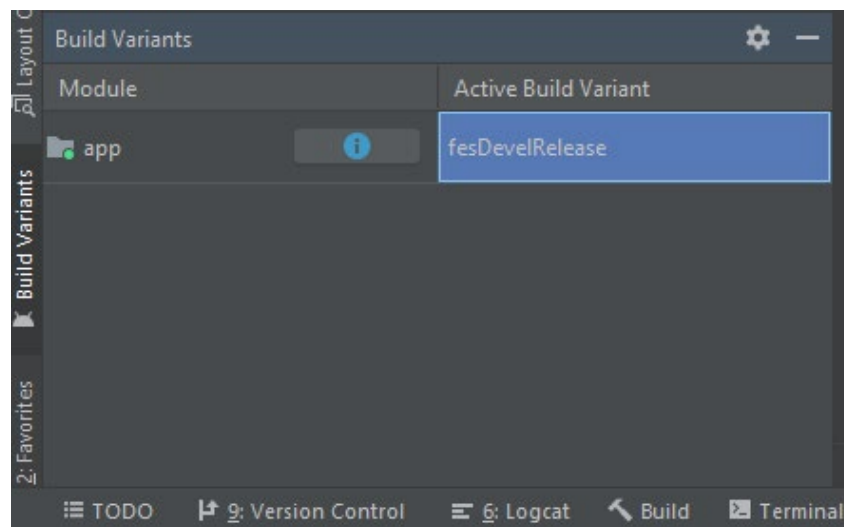 Layout
Build Variants
Module
Active Build Variant
app
fesDevelRelease
Build Variants
2: Favorites
TODO
9: Version Control
6: Logcat
Build
Terminal